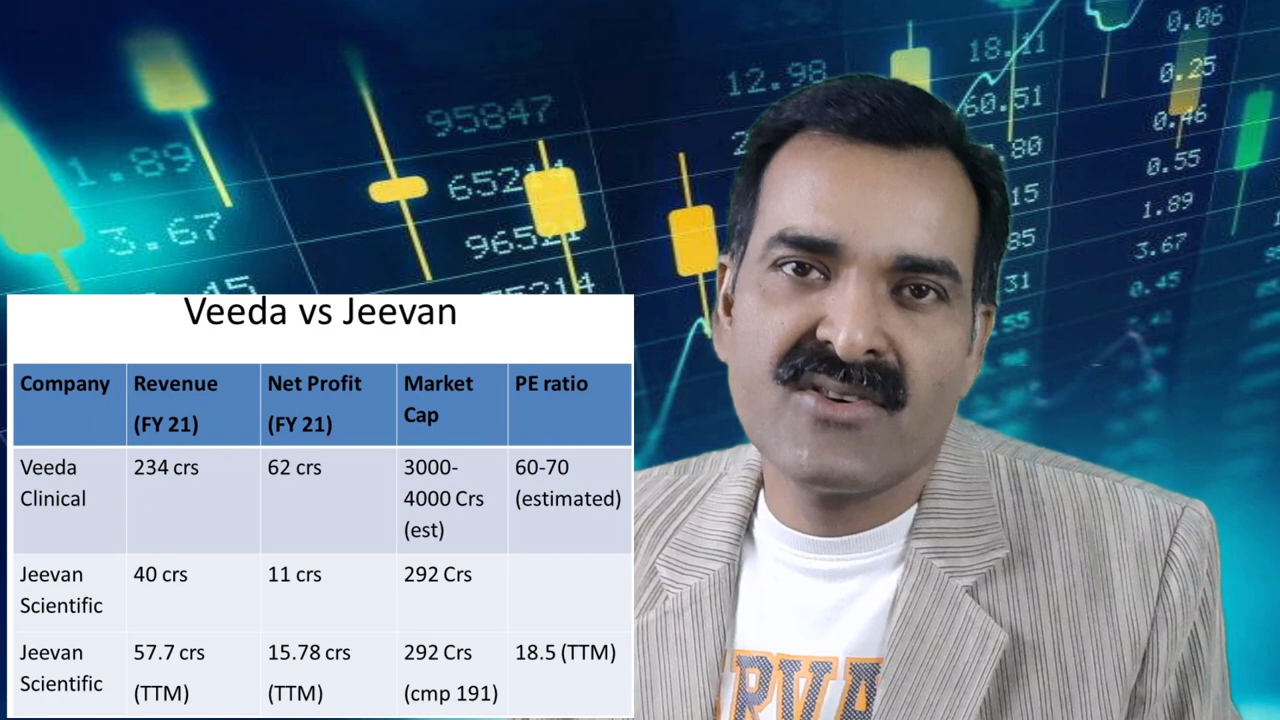 1.89
3.67
95847
12.98
18.11
60.51
0.06
0.25
0.46
0.55
1.89
3.67
0.45
Veeda vs Jeevan
Company Revenue (FY 21) Net Profit (FY 21) Market Cap PE ratio
Veeda Clinical 234 crs 62 crs 3000-4000 Crs (est) 60-70 (estimated)
Jeevan Scientific 40 crs 11 crs 292 Crs
Jeevan Scientific 57.7 crs (TTM) 15.78 crs (TTM) 292 Crs (cmp 191) 18.5 (TTM)